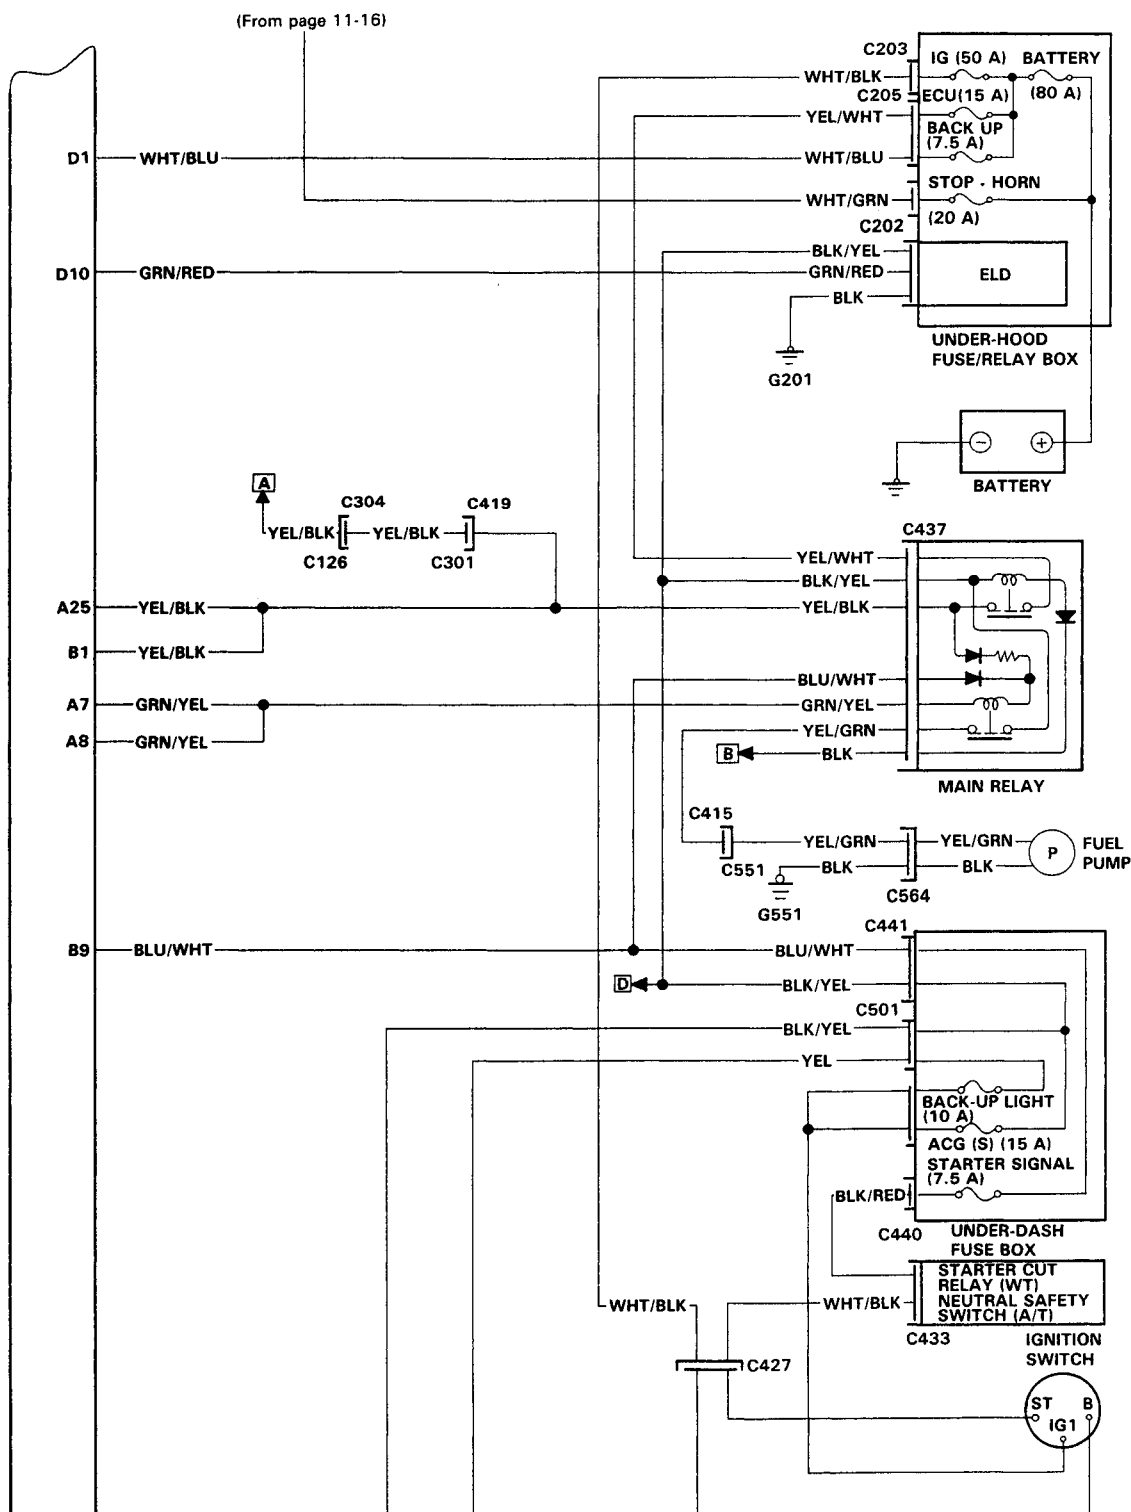 (From page 11-16)
C203
IG (50 A) BATTERY
WHT/BLK
C205 ECU(15 A) (80 A)
YEL/WHT
BACK UP
(7.5 A)
D1 WHT/BLU WHT/BLU
STOP - HORN
WHT/GRN
(20 A)
C202
BLK/YEL
D10 GRN/RED GRN/RED
ELD
BLK
UNDER-HOOD
FUSE/RELAY BOX
G201
- +
BATTERY
A
C304 C419
YEL/BLK YEL/BLK
C126 C301
C437
YEL/WHT
BLK/YEL
A25 YEL/BLK YEL/BLK
B1 YEL/BLK
BLU/WHT
A7 GRN/YEL GRN/YEL
YEL/GRN
A8 GRN/YEL
B BLK
MAIN RELAY
C415
YEL/GRN YEL/GRN
P
FUEL
PUMP
C551 BLK BLK
C564
G551
C441
B9 BLU/WHT BLU/WHT
D BLK/YEL
C501
BLK/YEL
YEL
BACK-UP LIGHT
(10 A)
ACG (S) (15 A)
STARTER SIGNAL
(7.5 A)
BLK/RED
C440
UNDER-DASH
FUSE BOX
STARTER CUT
RELAY (WT)
NEUTRAL SAFETY
SWITCH (A/T)
WHT/BLK WHT/BLK
C433
IGNITION
SWITCH
C427
ST B
IG1